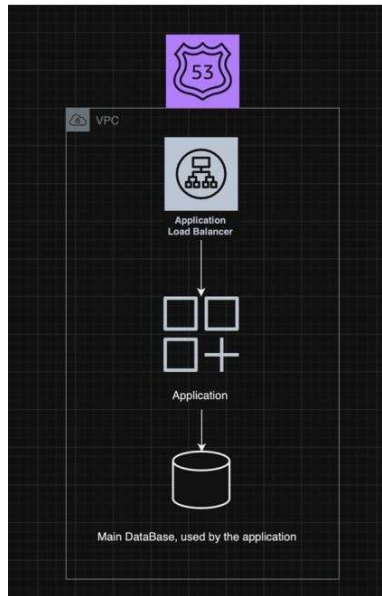 53
VPC
Application
Load Balancer
Application
Main DataBase, used by the application